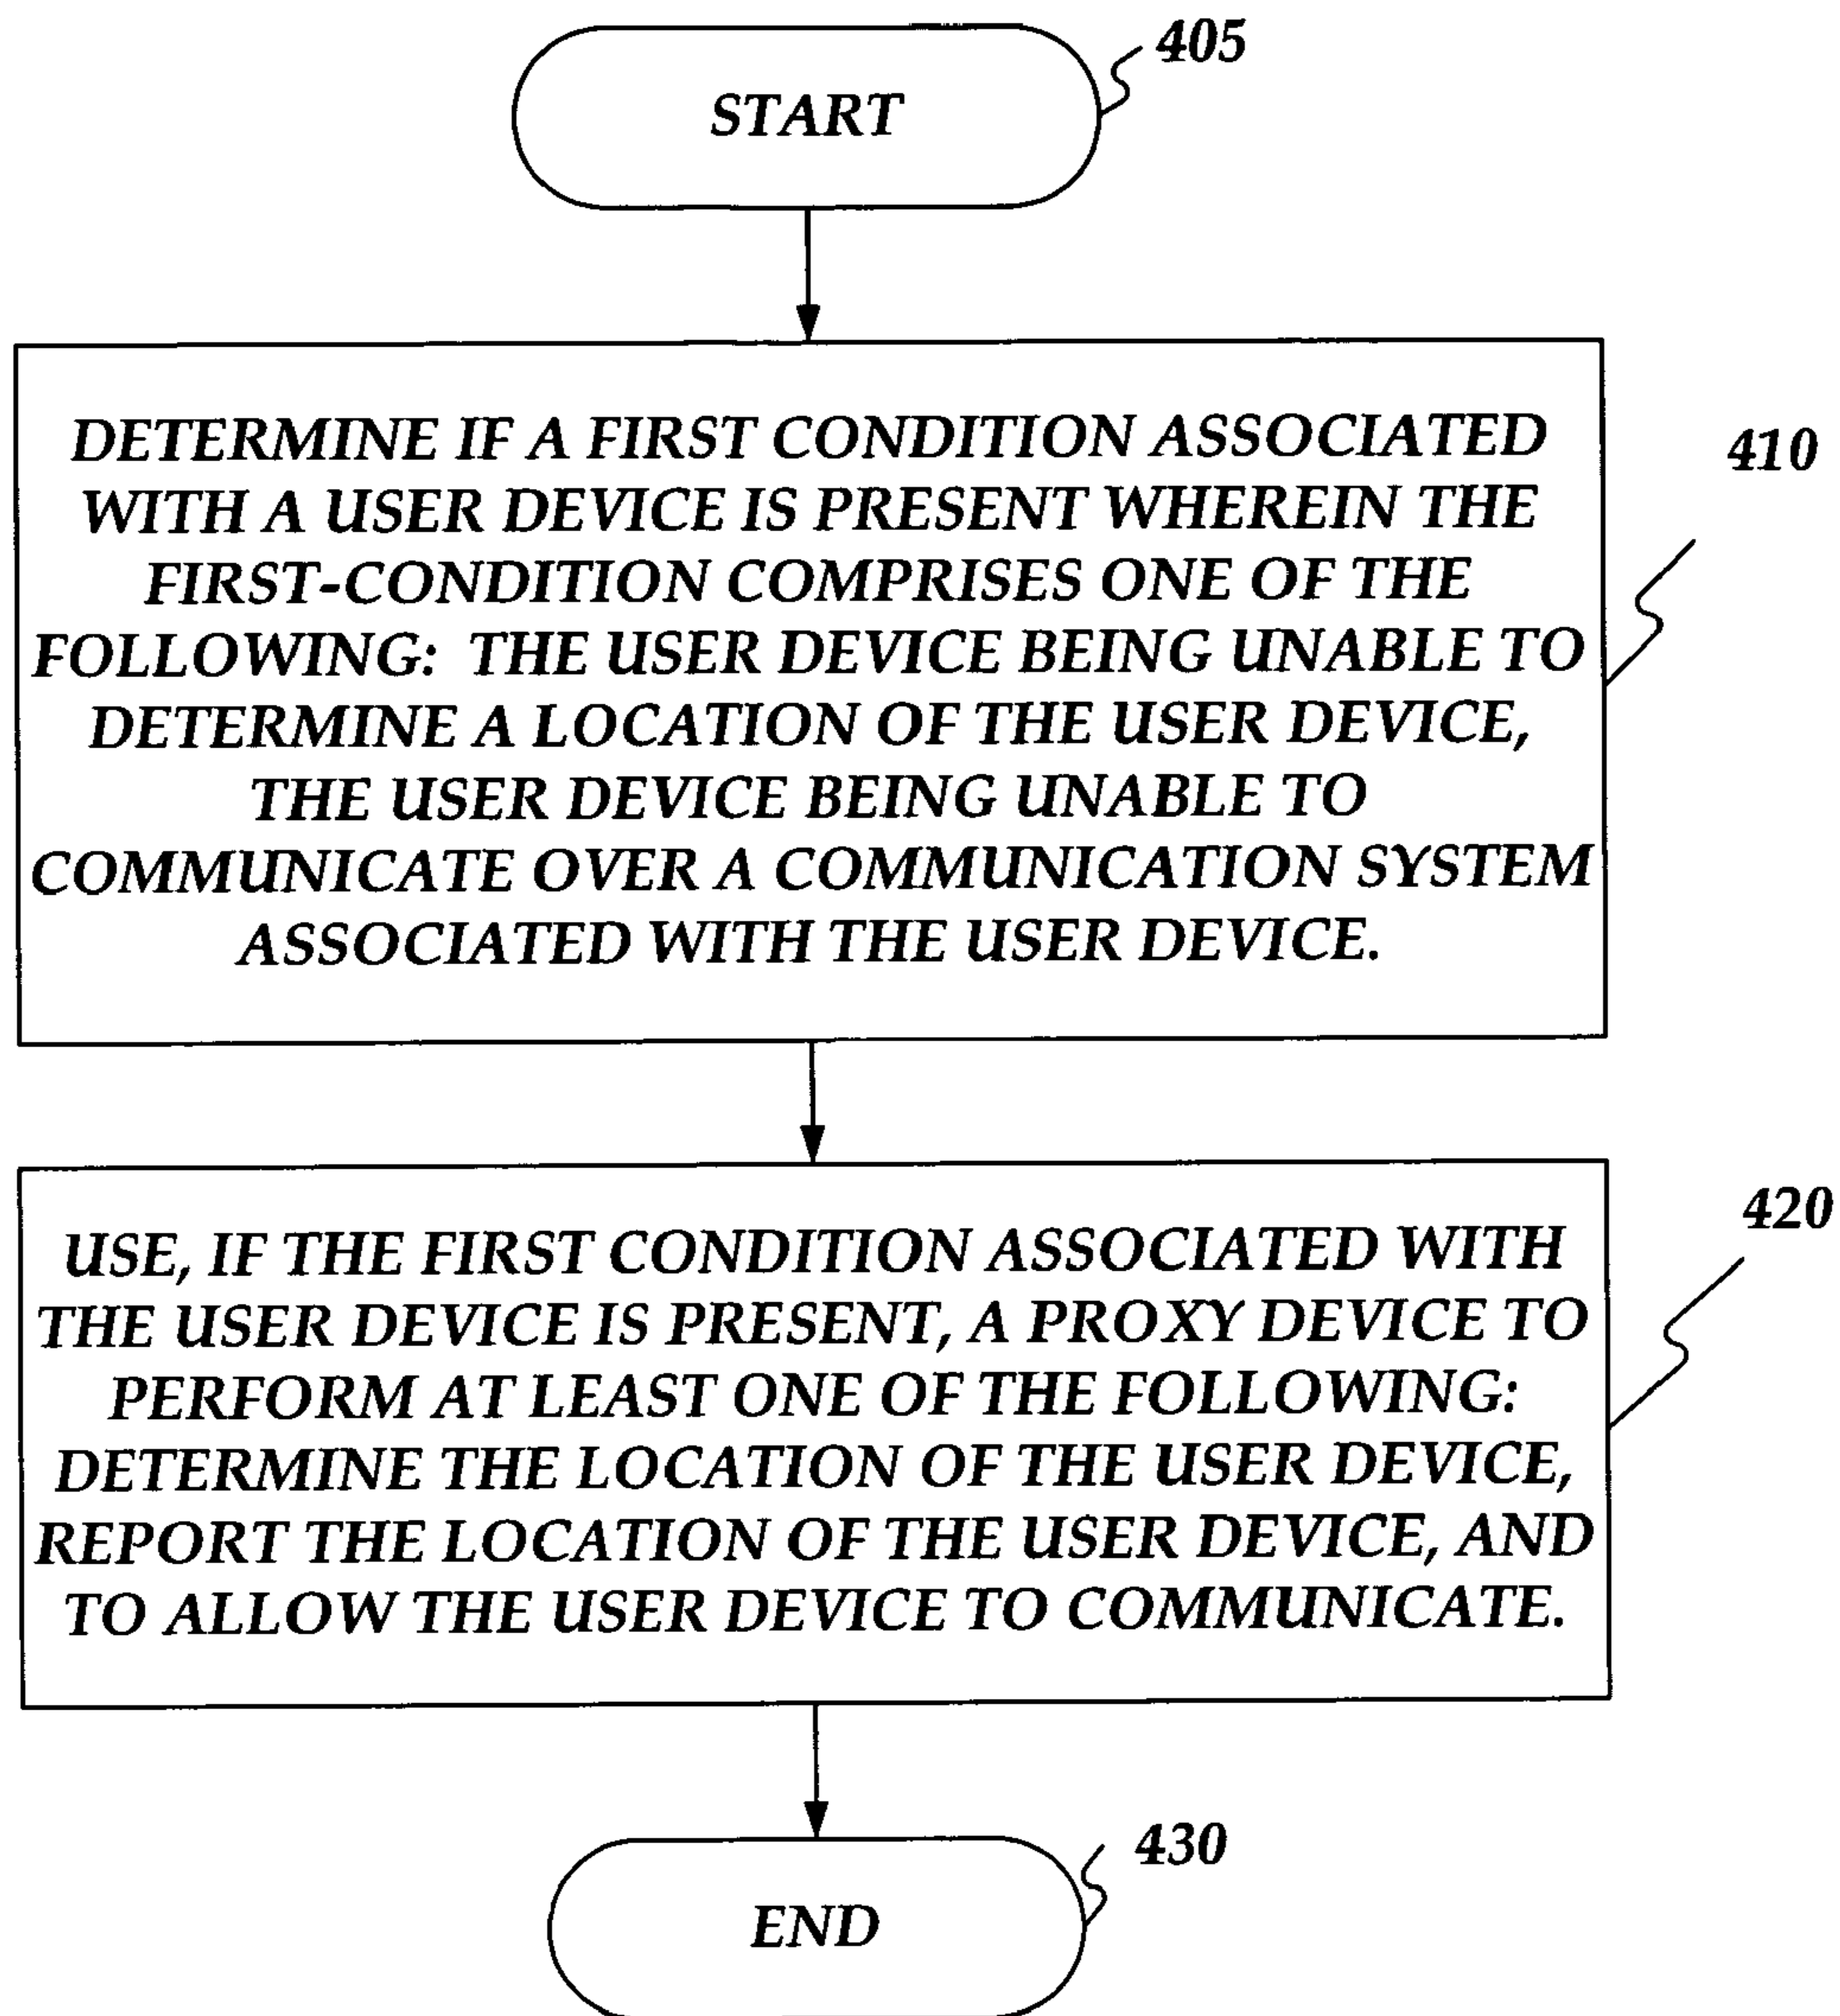 405
START
410
DETERMINE IF A FIRST CONDITION ASSOCIATED
WITH A USER DEVICE IS PRESENT WHEREIN THE
FIRST-CONDITION COMPRISES ONE OF THE
FOLLOWING: THE USER DEVICE BEING UNABLE TO
DETERMINE A LOCATION OF THE USER DEVICE,
THE USER DEVICE BEING UNABLE TO
COMMUNICATE OVER A COMMUNICATION SYSTEM
ASSOCIATED WITH THE USER DEVICE.
420
USE, IF THE FIRST CONDITION ASSOCIATED WITH
THE USER DEVICE IS PRESENT, A PROXY DEVICE TO
PERFORM AT LEAST ONE OF THE FOLLOWING:
DETERMINE THE LOCATION OF THE USER DEVICE,
REPORT THE LOCATION OF THE USER DEVICE, AND
TO ALLOW THE USER DEVICE TO COMMUNICATE.
430
END